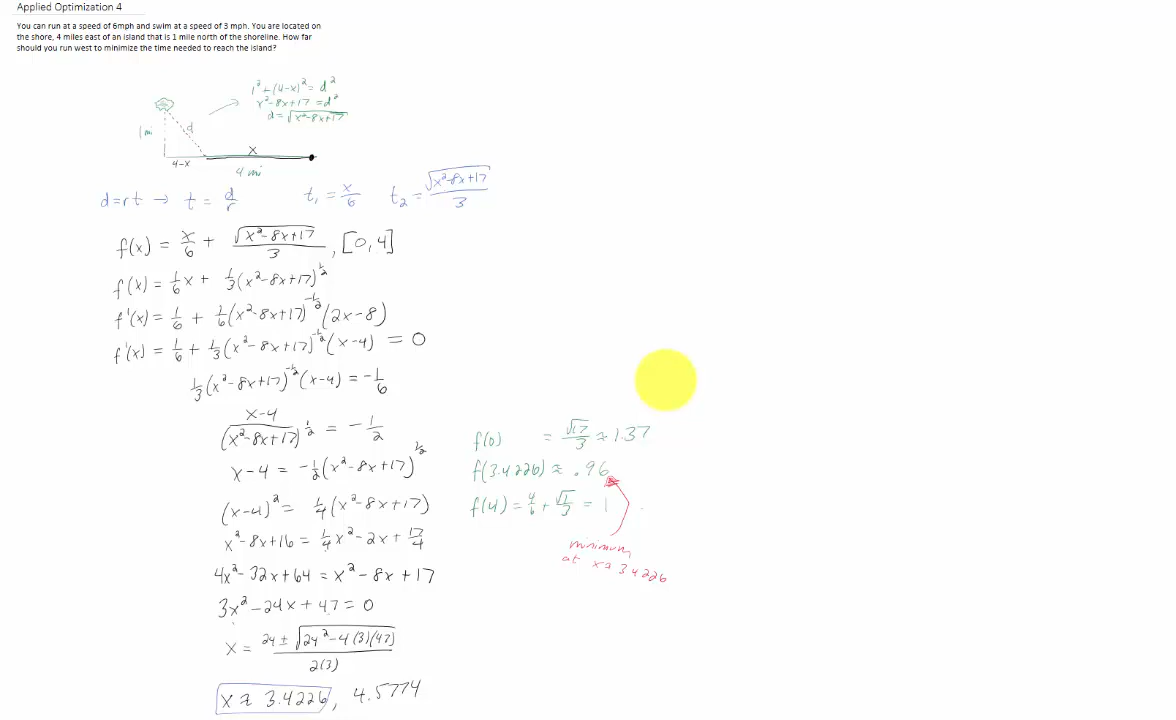 Applied Optimization 4
You can run at a speed of 6mph and swim at a speed of 3 mph. You are located on
the shore, 4 miles east of an island that is 1 mile north of the shoreline. How far
should you run west to minimize the time needed to reach the island?
1² + (4-x)² = d²
x² - 8x + 17 = d²
d = √(x² - 8x + 17)
1 mi
d
x
4-x
4 mi
d = rt → t = d/r
t₁ = x/6
t₂ = √(x² - 8x + 17)/3
f(x) = x/6 + √(x² - 8x + 17)/3, [0, 4]
f(x) = 1/6 x + 1/3 (x² - 8x + 17)^(1/2)
f'(x) = 1/6 + 1/6 (x² - 8x + 17)^(-1/2) (2x - 8)
f'(x) = 1/6 + 1/3 (x² - 8x + 17)^(-1/2) (x - 4) = 0
1/3 (x² - 8x + 17)^(-1/2) (x - 4) = -1/6
(x - 4)/(x² - 8x + 17)^(1/2) = -1/2
x - 4 = -1/2 (x² - 8x + 17)^(1/2)
(x - 4)² = 1/4 (x² - 8x + 17)
x² - 8x + 16 = 1/4 x² - 2x + 17/4
4x² - 32x + 64 = x² - 8x + 17
3x² - 24x + 47 = 0
x = (24 ± √(24² - 4(3)(47)))/2(3)
x ≈ 3.4226, 4.5774
f(0) = √17/3 ≈ 1.37
f(3.4226) ≈ .96
f(4) = 4/6 + √1/3 = 1
minimum
at x ≈ 3.4226